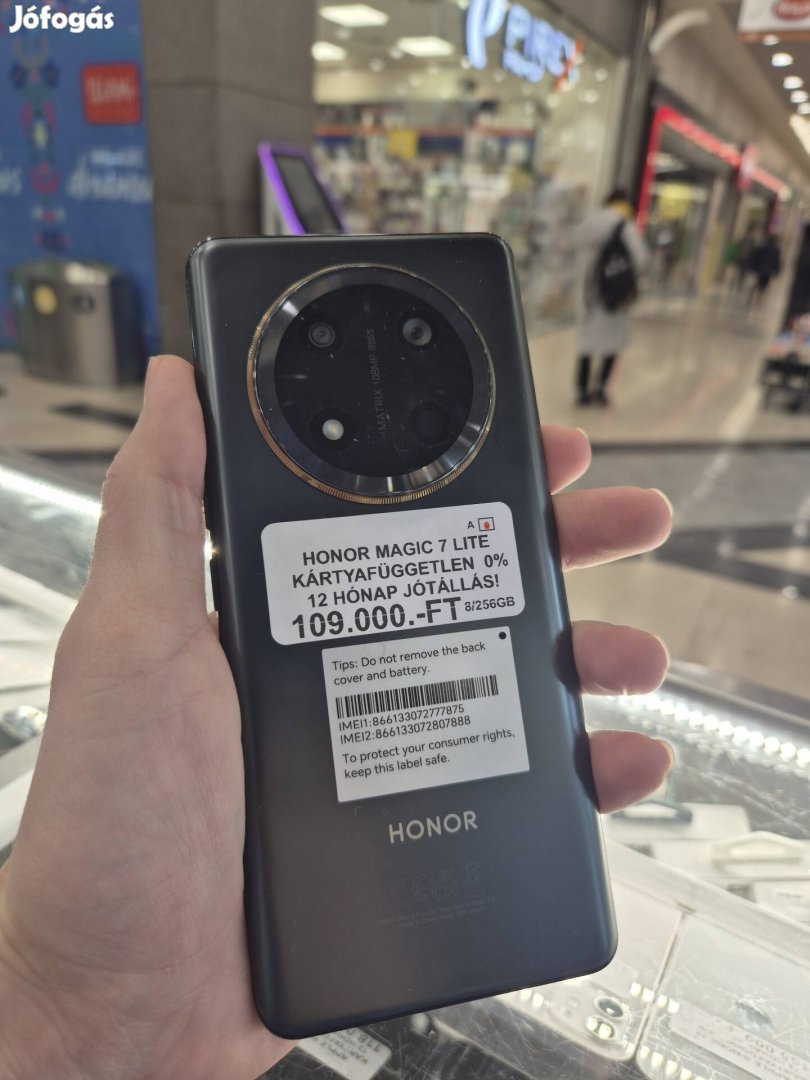 Jófogás
MATRIX 108MP
A
HONOR MAGIC 7 LITE
KÁRTYAFÜGGETLEN 0%
12 HÓNAP JÓTÁLLÁS!
109.000.-FT 8/256GB
Tips: Do not remove the back
cover and battery.
IMEI1:866133072777875
IMEI2:866133072807888
To protect your consumer rights,
keep this label safe.
HONOR